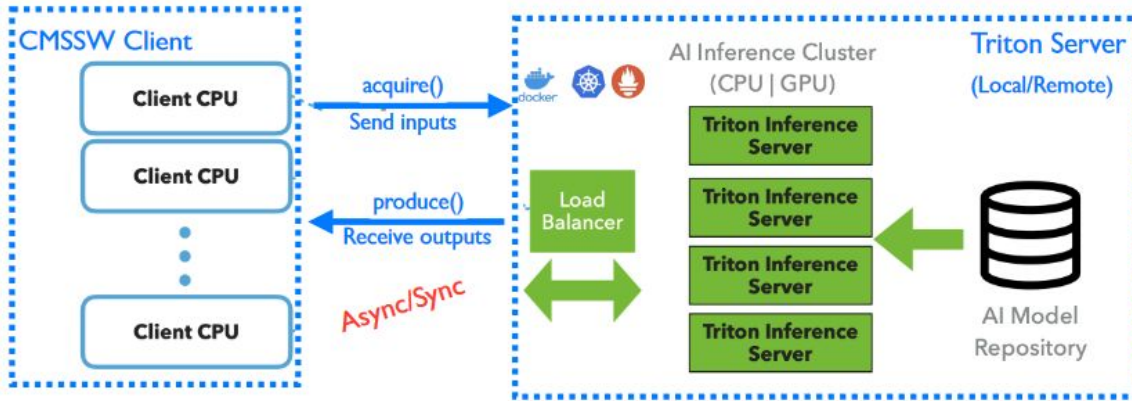 CMSSW Client
Client CPU
Client CPU
Client CPU
acquire()
Send inputs
produce()
Receive outputs
Async/Sync
docker
AI Inference Cluster
(CPU | GPU)
Triton Server
(Local/Remote)
Load
Balancer
Triton Inference
Server
Triton Inference
Server
Triton Inference
Server
Triton Inference
Server
AI Model
Repository